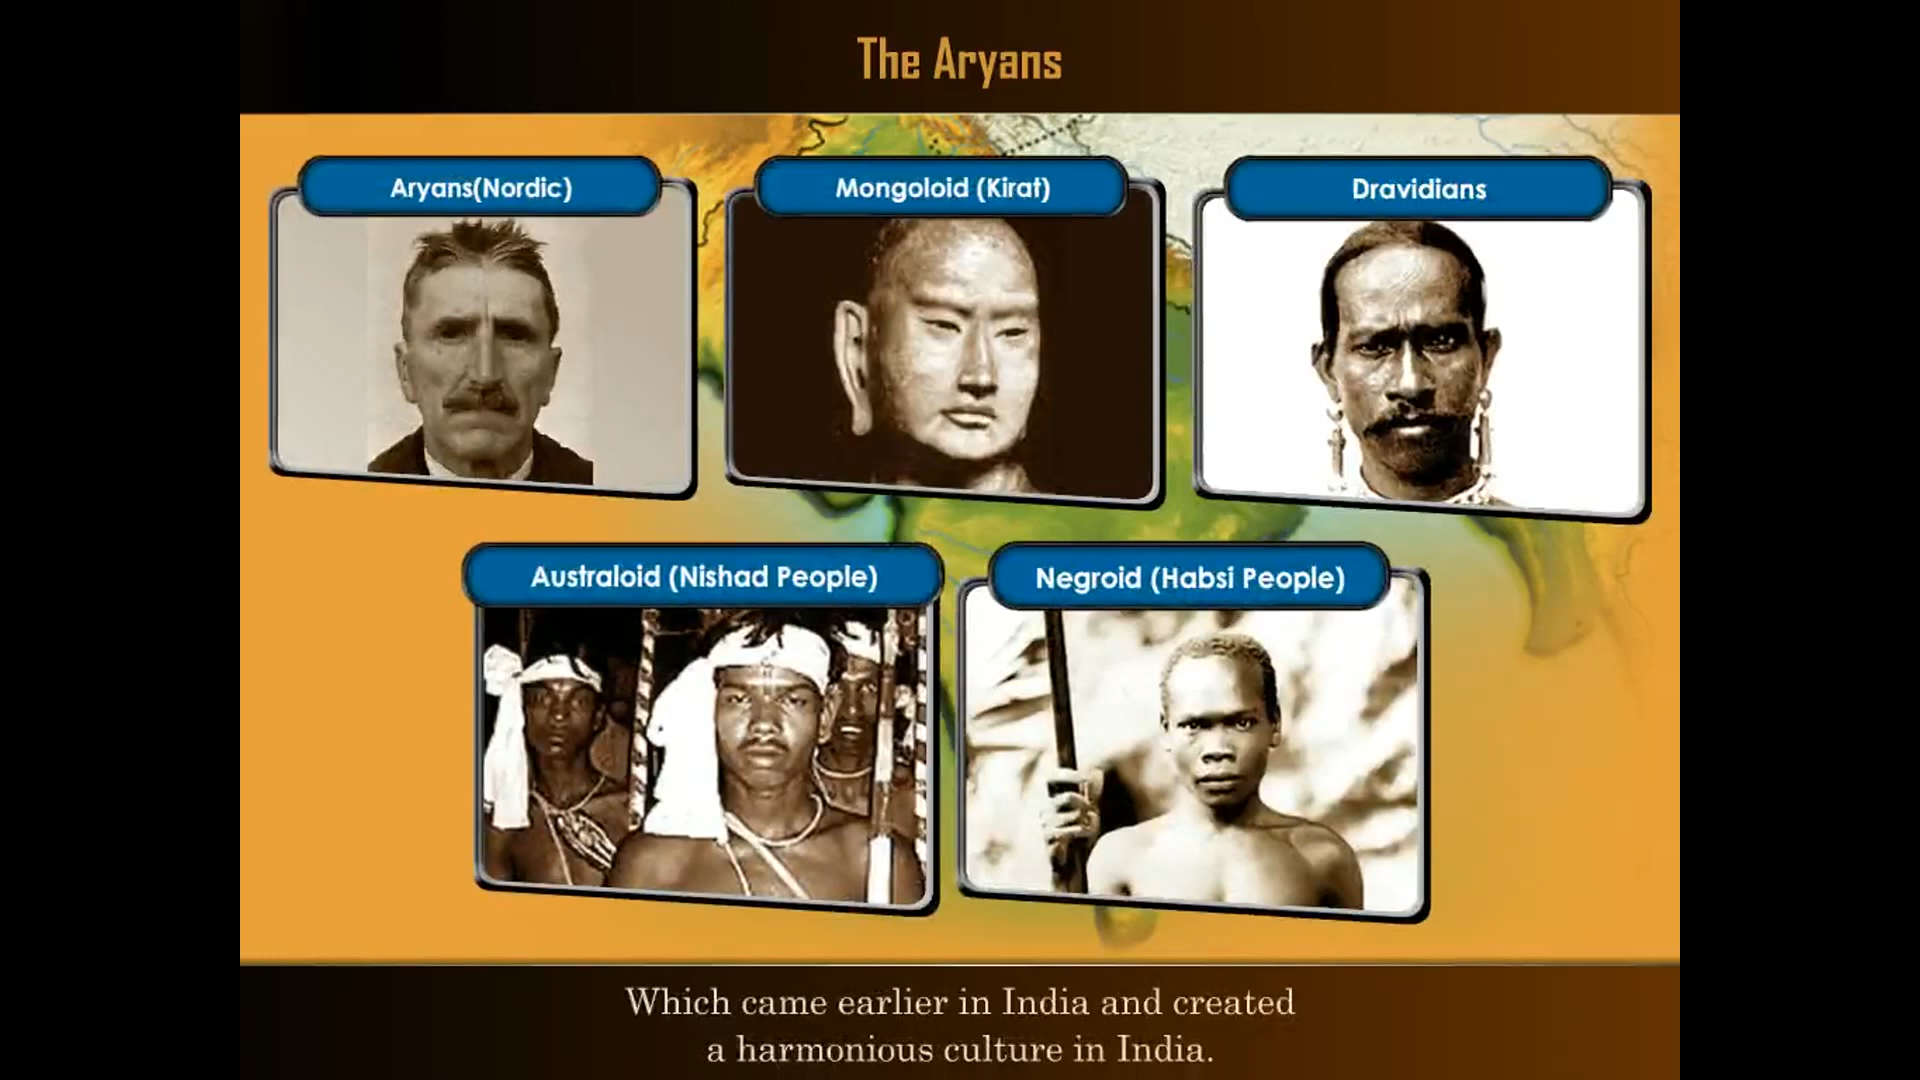 The Aryans
Aryans(Nordic)
Mongoloid (Kirat)
Dravidians
Australoid (Nishad People)
Negroid (Habsi People)
Which came earlier in India and created
a harmonious culture in India.